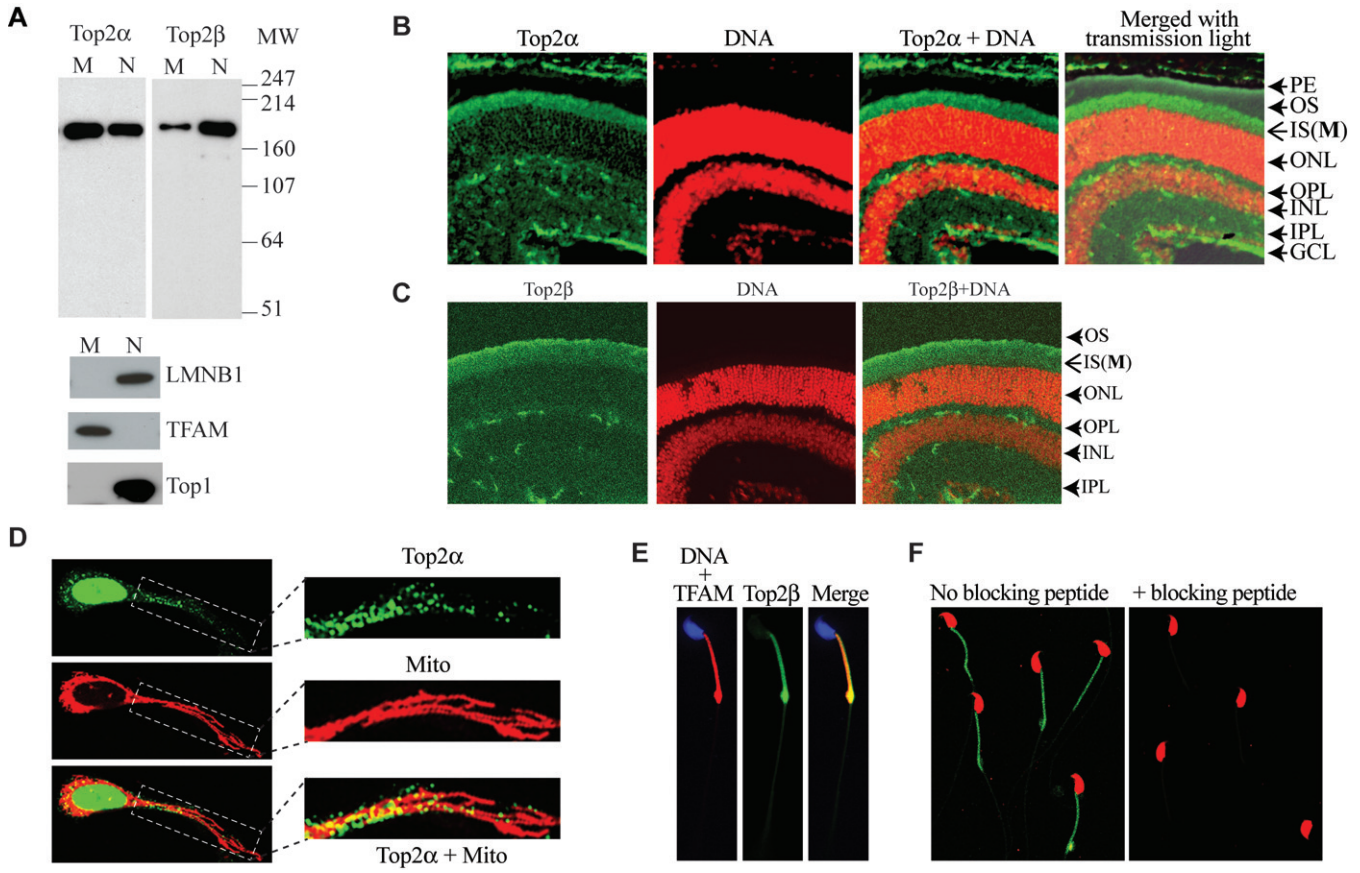 A
Top2α Top2β MW
M N M N
247
214
160
107
64
51
M N
LMNB1
TFAM
Top1
B
Top2α DNA Top2α + DNA Merged with
transmission light
PE
OS
IS(M)
ONL
OPL
INL
IPL
GCL
C
Top2β DNA Top2β+DNA
OS
IS(M)
ONL
OPL
INL
IPL
D
Top2α
Mito
Top2α + Mito
E
DNA
+
TFAM Top2β Merge
F
No blocking peptide + blocking peptide